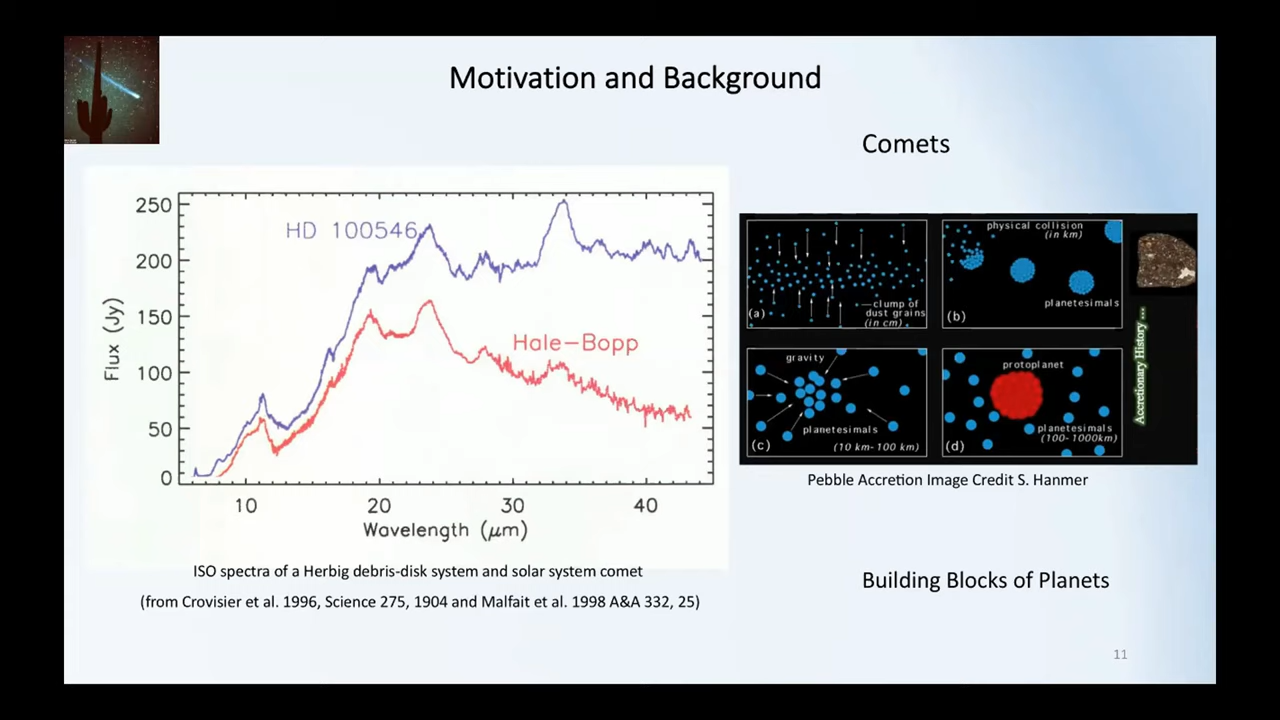 Motivation and Background
Comets
250
200
150
100
50
0
Flux (Jy)
HD 100546
Hale-Bopp
10 20 30 40
Wavelength (μm)
ISO spectra of a Herbig debris-disk system and solar system comet
(from Crovisier et al. 1996, Science 275, 1904 and Malfait et al. 1998 A&A 332, 25)
(a)
clump of
dust grains
(in cm)
(b)
physical collision
(in km)
planetesimals
(c)
gravity
planetesimals
(10 km-100 km)
(d)
protoplanet
planetesimals
(100-1000km)
Accretionary History ...
Pebble Accretion Image Credit S. Hanmer
Building Blocks of Planets
11